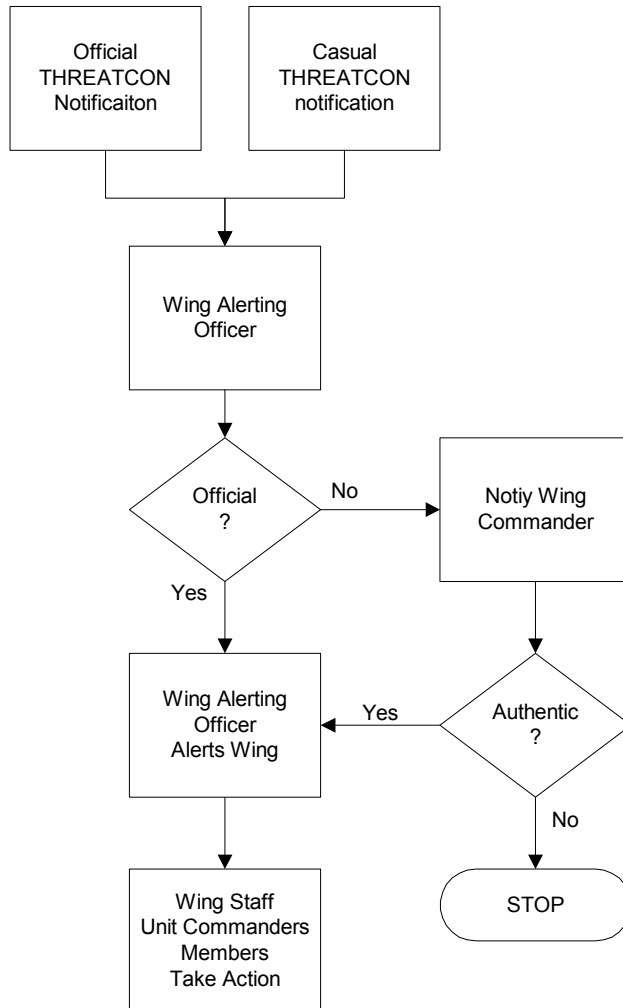 Official
THREATCON
Notificaiton
Casual
THREATCON
notification
Wing Alerting
Officer
Official
?
No
Notiy Wing
Commander
Yes
Wing Alerting
Officer
Alerts Wing
Yes
Authentic
?
No
Wing Staff
Unit Commanders
Members
Take Action
STOP